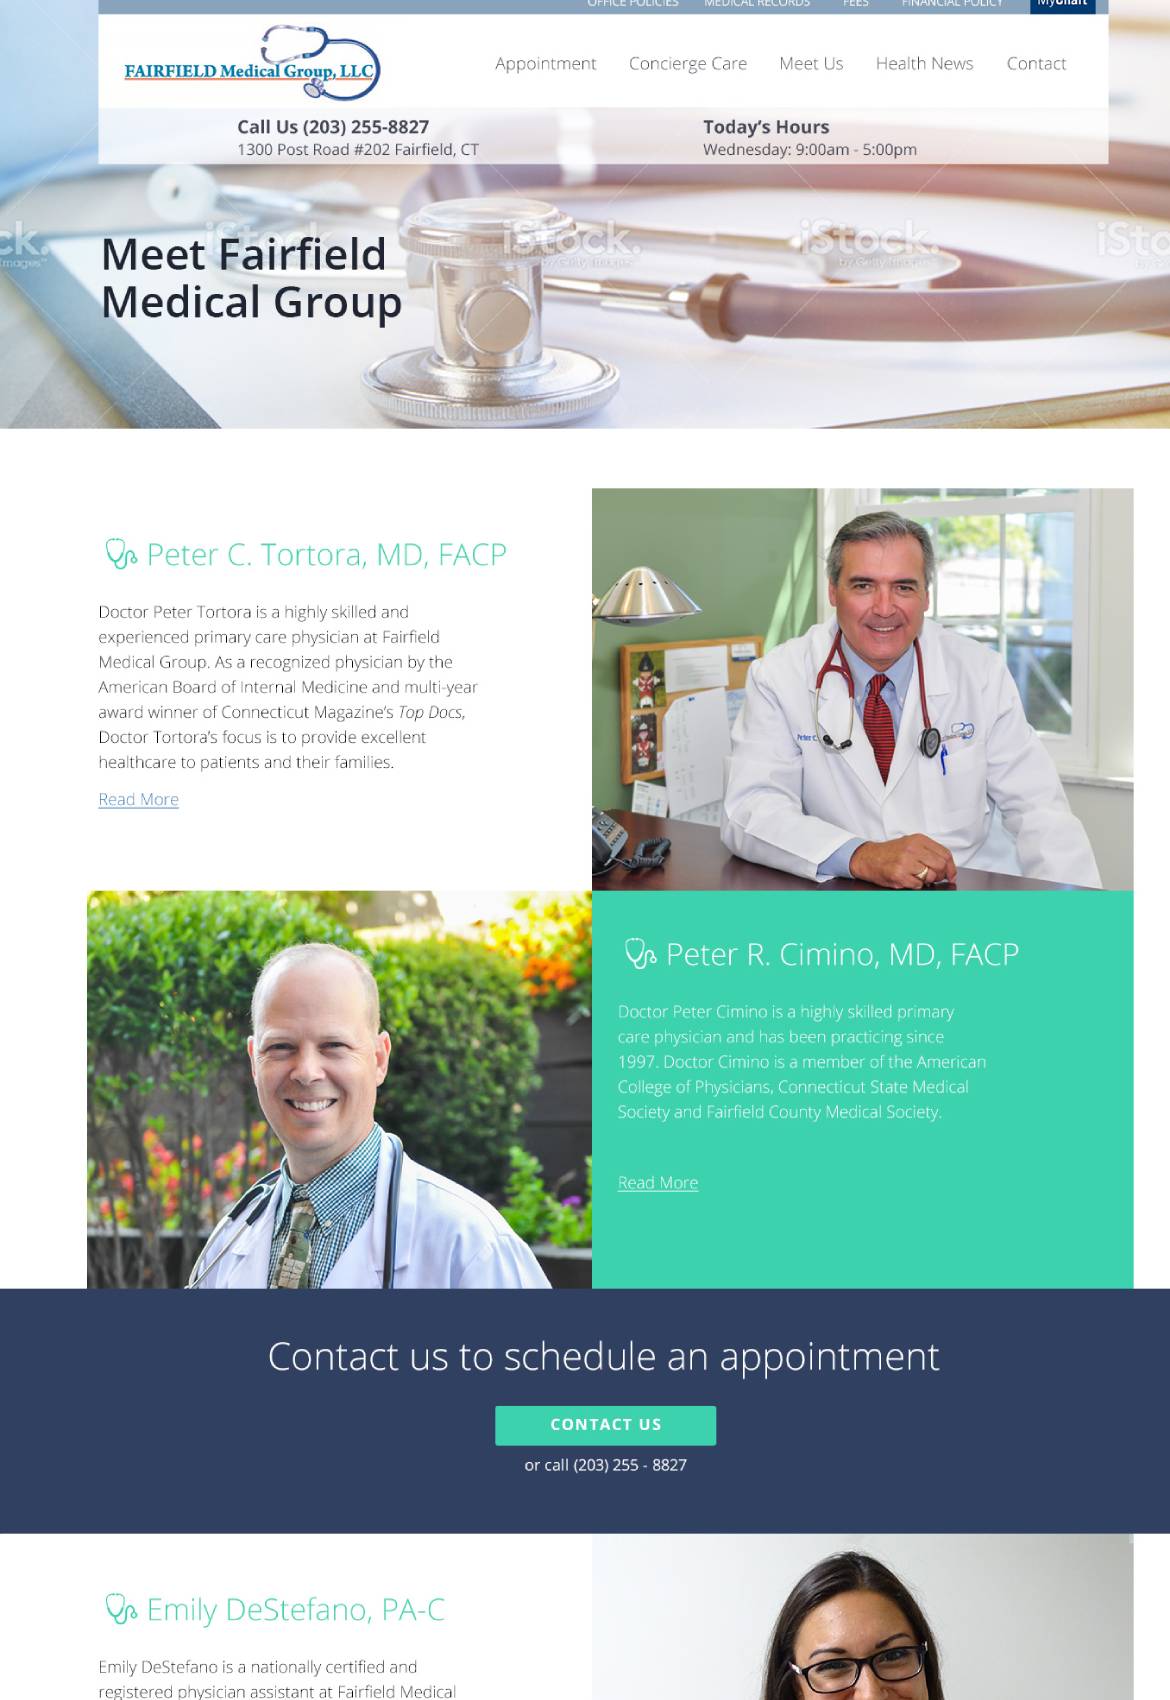 OFFICE POLICIES MEDICAL RECORDS FEES FINANCIAL POLICY MyChart
FAIRFIELD Medical Group, LLC
Appointment Concierge Care Meet Us Health News Contact
Call Us (203) 255-8827
1300 Post Road #202 Fairfield, CT
Today’s Hours
Wednesday: 9:00am - 5:00pm
iStock.
by Getty Images™
Meet Fairfield
Medical Group
Peter C. Tortora, MD, FACP
Doctor Peter Tortora is a highly skilled and
experienced primary care physician at Fairfield
Medical Group. As a recognized physician by the
American Board of Internal Medicine and multi-year
award winner of Connecticut Magazine’s Top Docs,
Doctor Tortora’s focus is to provide excellent
healthcare to patients and their families.
Read More
Peter R. Cimino, MD, FACP
Doctor Peter Cimino is a highly skilled primary
care physician and has been practicing since
1997. Doctor Cimino is a member of the American
College of Physicians, Connecticut State Medical
Society and Fairfield County Medical Society.
Read More
Contact us to schedule an appointment
CONTACT US
or call (203) 255 - 8827
Emily DeStefano, PA-C
Emily DeStefano is a nationally certified and
registered physician assistant at Fairfield Medical